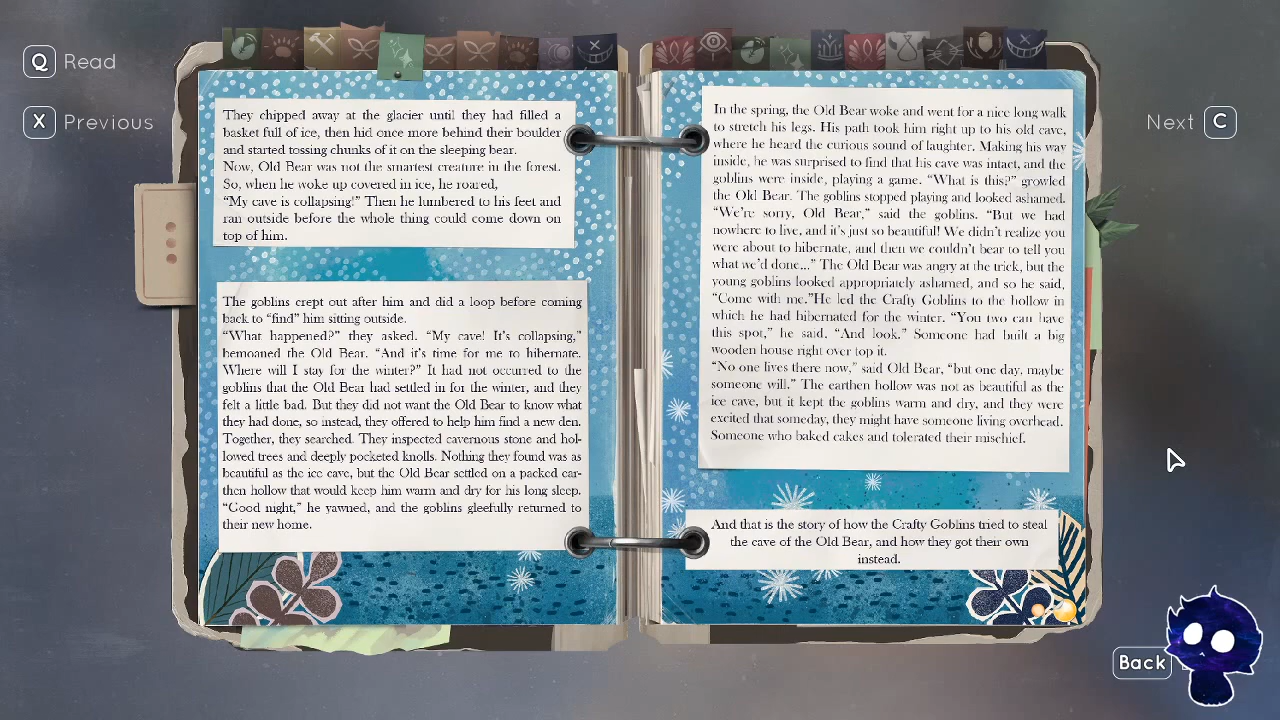 Q Read
X Previous
They chipped away at the glacier until they had filled a
basket full of ice, then hid once more behind their boulder
and started tossing chunks of it on the sleeping bear.
Now, Old Bear was not the smartest creature in the forest.
So, when he woke up covered in ice, he roared,
“My cave is collapsing!” Then he lumbered to his feet and
ran outside before the whole thing could come down on
top of him.
The goblins crept out after him and did a loop before coming
back to “find” him sitting outside.
“What happened?” they asked. “My cave! It’s collapsing,”
bemoaned the Old Bear. “And it’s time for me to hibernate.
Where will I stay for the winter?” It had not occurred to the
goblins that the Old Bear had settled in for the winter, and they
felt a little bad. But they did not want the Old Bear to know what
they had done, so instead, they offered to help him find a new den.
Together, they searched. They inspected cavernous stone and hol-
lowed trees and deeply pocketed knolls. Nothing they found was as
beautiful as the ice cave, but the Old Bear settled on a packed ear-
then hollow that would keep him warm and dry for his long sleep.
“Good night,” he yawned, and the goblins gleefully returned to
their new home.
In the spring, the Old Bear woke and went for a nice long walk
to stretch his legs. His path took him right up to his old cave,
where he heard the curious sound of laughter. Making his way
inside, he was surprised to find that his cave was intact, and the
goblins were inside, playing a game. “What is this?” growled
the Old Bear. The goblins stopped playing and looked ashamed.
“We’re sorry, Old Bear,” said the goblins. “But we had
nowhere to live, and it’s just so beautiful! We didn’t realize you
were about to hibernate, and then we couldn’t bear to tell you
what we’d done...” The Old Bear was angry at the trick, but the
young goblins looked appropriately ashamed, and so he said,
“Come with me.”He led the Crafty Goblins to the hollow in
which he had hibernated for the winter. “You two can have
this spot,” he said. “And look.” Someone had built a big
wooden house right over top it.
“No one lives there now,” said Old Bear, “but one day, maybe
someone will.” The earthen hollow was not as beautiful as the
ice cave, but it kept the goblins warm and dry, and they were
excited that someday, they might have someone living overhead.
Someone who baked cakes and tolerated their mischief.
And that is the story of how the Crafty Goblins tried to steal
the cave of the Old Bear, and how they got their own
instead.
Next C
Back